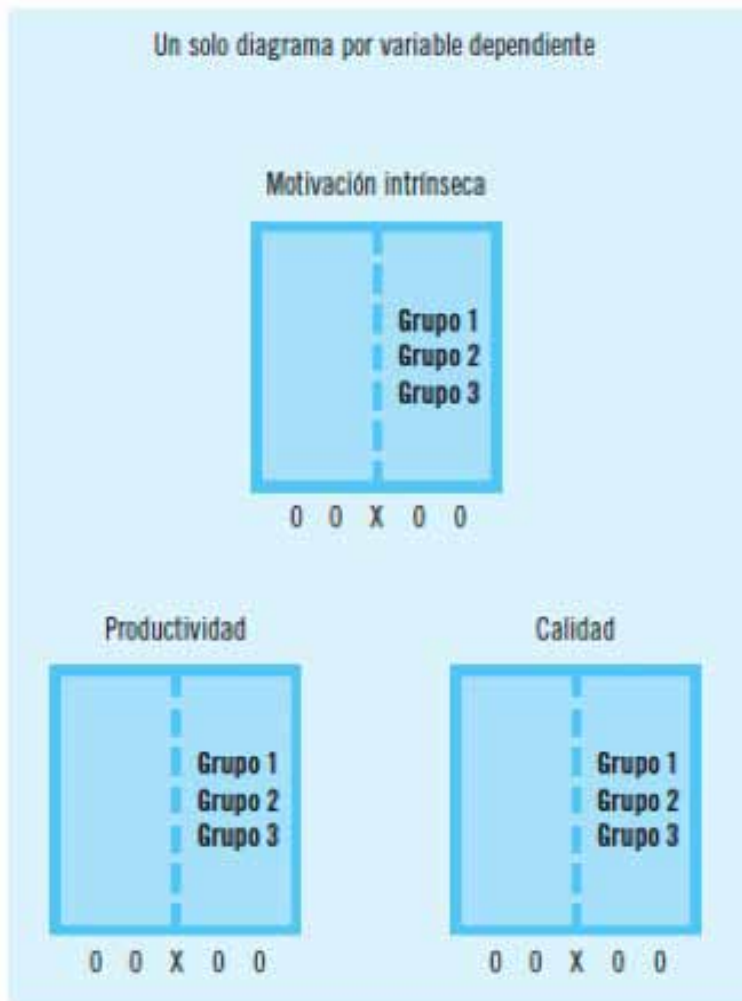 Un solo diagrama por variable dependiente
Motivación intrínseca
Grupo 1
Grupo 2
Grupo 3
0 0 X 0 0
Productividad
Grupo 1
Grupo 2
Grupo 3
0 0 X 0 0
Calidad
Grupo 1
Grupo 2
Grupo 3
0 0 X 0 0